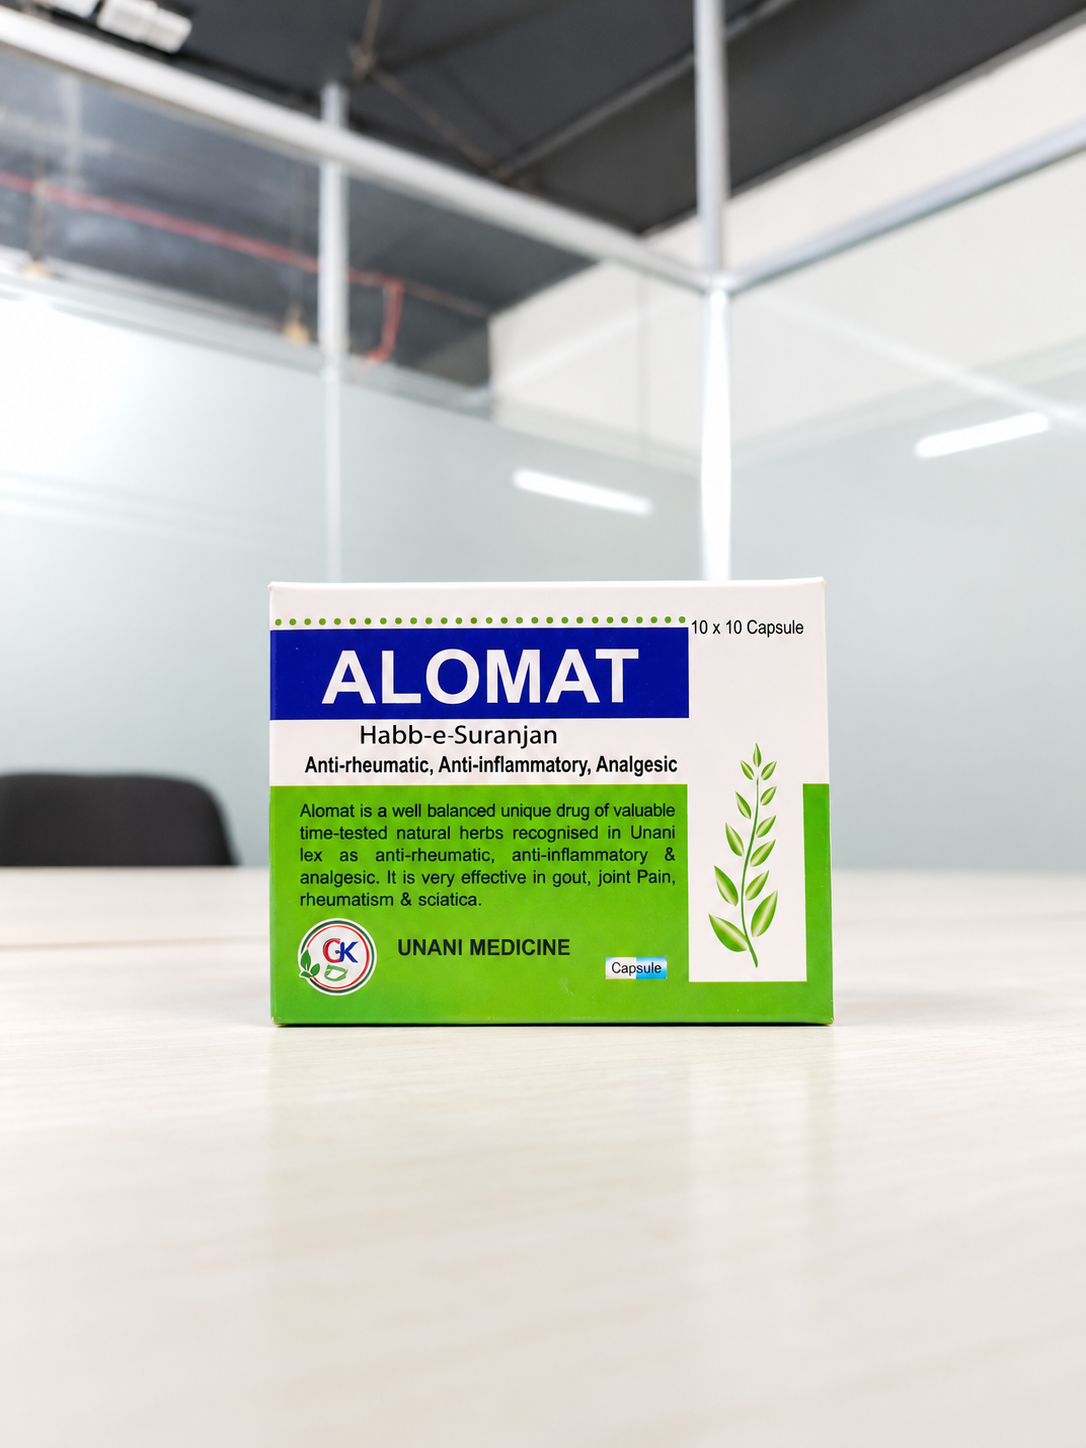 10 x 10 Capsule
ALOMAT
Habb-e-Suranjan
Anti-rheumatic, Anti-inflammatory, Analgesic
Alomat is a well balanced unique drug of valuable
time-tested natural herbs recognised in Unani
lex as anti-rheumatic, anti-inflammatory &
analgesic. It is very effective in gout, joint Pain,
rheumatism & sciatica.
GK
UNANI MEDICINE
Capsule